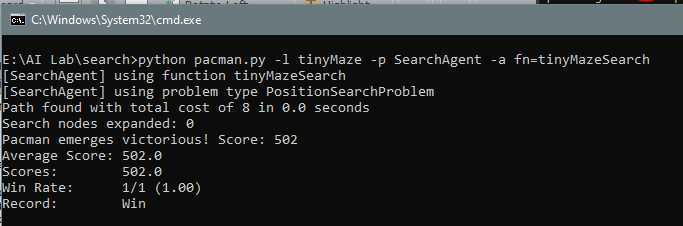 C:\Windows\System32\cmd.exe
E:\AI Lab\search>python pacman.py -l tinyMaze -p SearchAgent -a fn=tinyMazeSearch
[SearchAgent] using function tinyMazeSearch
[SearchAgent] using problem type PositionSearchProblem
Path found with total cost of 8 in 0.0 seconds
Search nodes expanded: 0
Pacman emerges victorious! Score: 502
Average Score: 502.0
Scores:        502.0
Win Rate:      1/1 (1.00)
Record:        Win